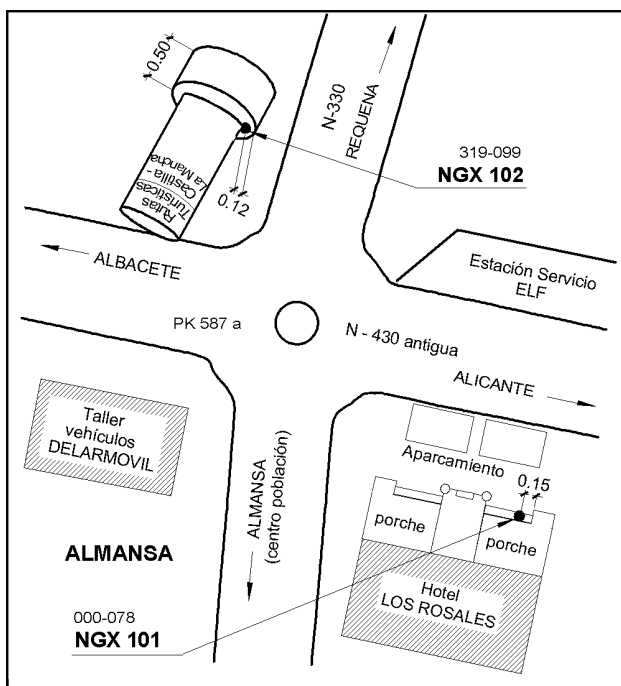 0.50
N-330
REQUENA
319-099
NGX 102
Rutas
Turísticas
Castilla -
La Mancha
0.12
ALBACETE
Estación Servicio
ELF
PK 587 a
N - 430 antigua
ALICANTE
Taller
vehículos
DELARMOVIL
ALMANSA
(centro población)
Aparcamiento
0.15
porche
porche
ALMANSA
Hotel
LOS ROSALES
000-078
NGX 101